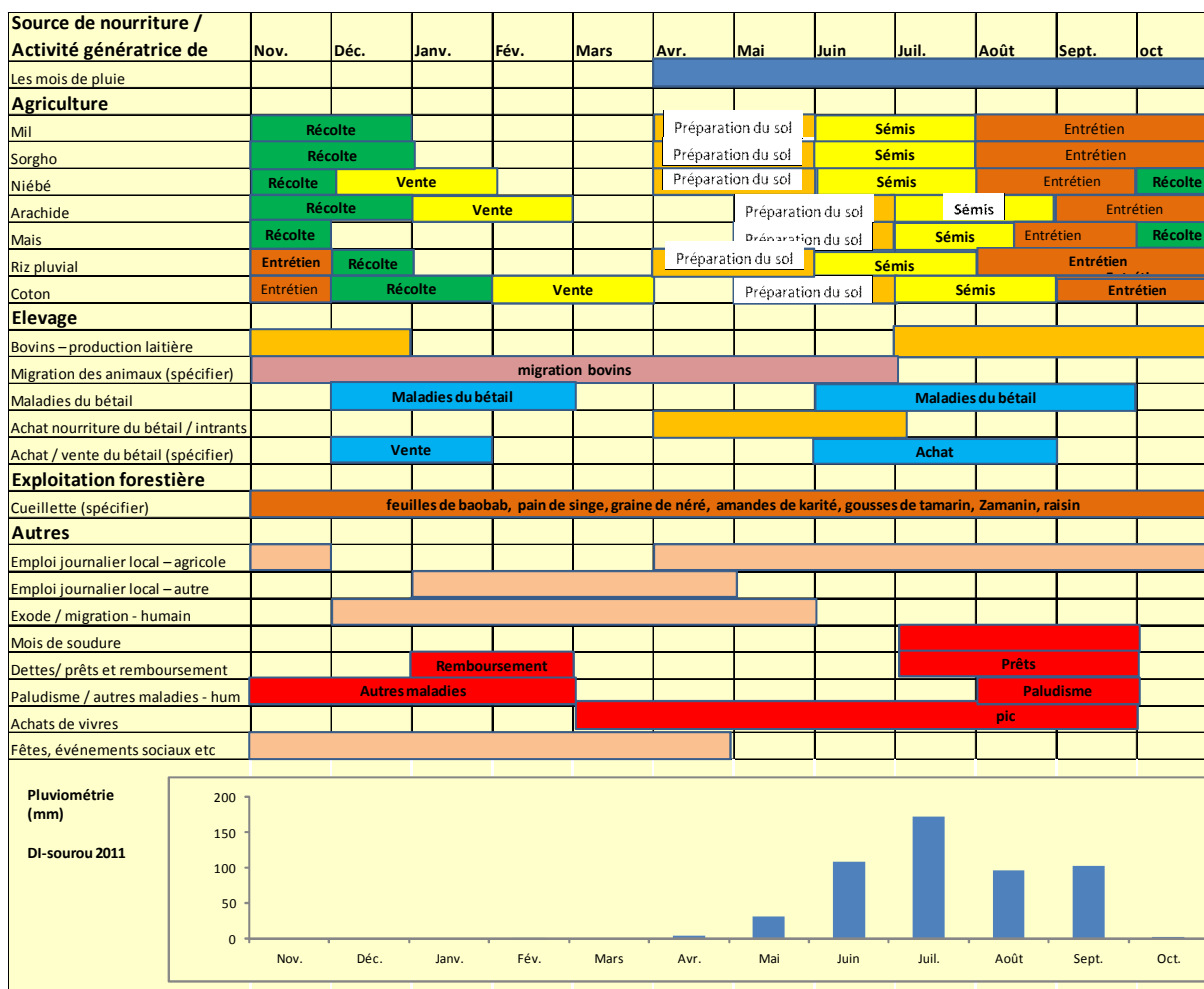 Source de nourriture /
Activité génératrice de Nov. Déc. Janv. Fév. Mars Avr. Mai Juin Juil. Août Sept. oct
Les mois de pluie
Agriculture
Mil Récolte Préparation du sol Sémis Entrétien
Sorgho Récolte Préparation du sol Sémis Entrétien
Niébé Récolte Vente Préparation du sol Sémis Entrétien Récolte
Arachide Récolte Vente Préparation du sol Sémis Entrétien
Mais Récolte Préparation du sol Sémis Entrétien Récolte
Riz pluvial Entrétien Récolte Préparation du sol Sémis Entrétien
Coton Entrétien Récolte Vente Préparation du sol Sémis Entrétien
Elevage
Bovins – production laitière
Migration des animaux (spécifier) migration bovins
Maladies du bétail Maladies du bétail Maladies du bétail
Achat nourriture du bétail / intrants
Achat / vente du bétail (spécifier) Vente Achat
Exploitation forestière
Cueillette (spécifier) feuilles de baobab, pain de singe, graine de néré, amandes de karité, gousses de tamarin, Zamanin, raisin
Autres
Emploi journalier local – agricole
Emploi journalier local – autre
Exode / migration - humain
Mois de soudure
Dettes/ prêts et remboursement Remboursement Prêts
Paludisme / autres maladies - hum Autres maladies Paludisme
Achats de vivres pic
Fêtes, événements sociaux etc
Pluviométrie
(mm)
DI-sourou 2011
200
150
100
50
0
Nov. Déc. Janv. Fév. Mars Avr. Mai Juin Juil. Août Sept. Oct.